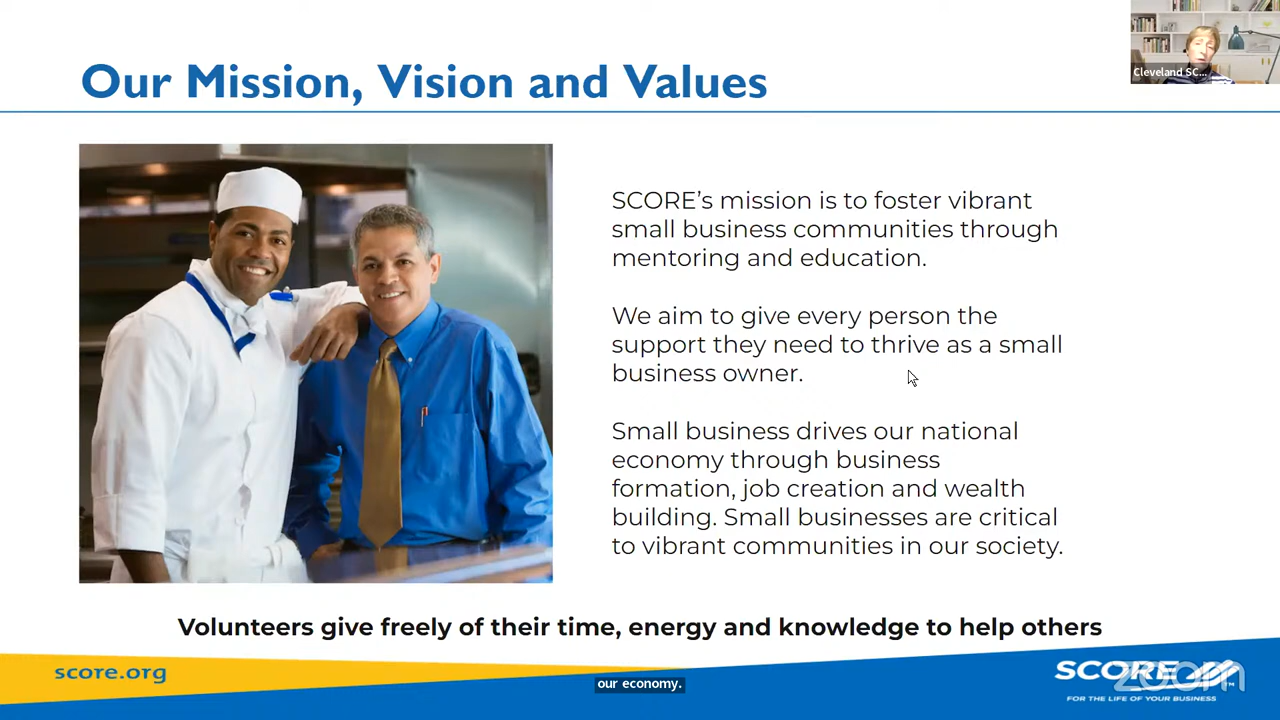 Our Mission, Vision and Values
Cleveland SC...
SCORE's mission is to foster vibrant
small business communities through
mentoring and education.
We aim to give every person the
support they need to thrive as a small
business owner.
Small business drives our national
economy through business
formation, job creation and wealth
building. Small businesses are critical
to vibrant communities in our society.
Volunteers give freely of their time, energy and knowledge to help others
score.org
our economy.
SCORE
zoom
FOR THE LIFE OF YOUR BUSINESS